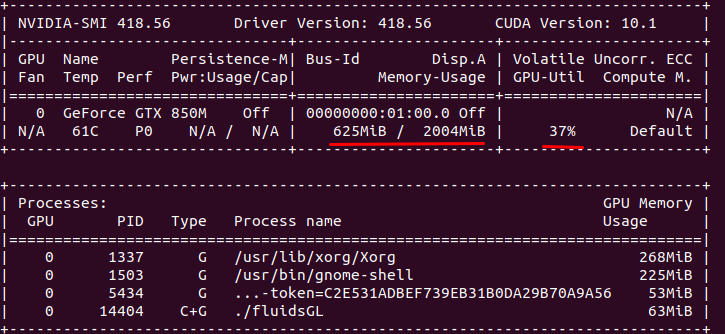 NVIDIA-SMI 418.56 Driver Version: 418.56 CUDA Version: 10.1
GPU Name Persistence-M| Bus-Id Disp.A | Volatile Uncorr. ECC
Fan Temp Perf Pwr:Usage/Cap| Memory-Usage | GPU-Util Compute M.
0 GeForce GTX 850M Off | 00000000:01:00.0 Off | N/A
N/A 61C P0 N/A / N/A | 625MiB / 2004MiB | 37% Default
Processes: GPU Memory
GPU PID Type Process name Usage
0 1337 G /usr/lib/xorg/Xorg 268MiB
0 1503 G /usr/bin/gnome-shell 225MiB
0 5434 G ...-token=C2E531ADBEF739EB31B0DA29B70A9A56 53MiB
0 14404 C+G ./fluidsGL 63MiB